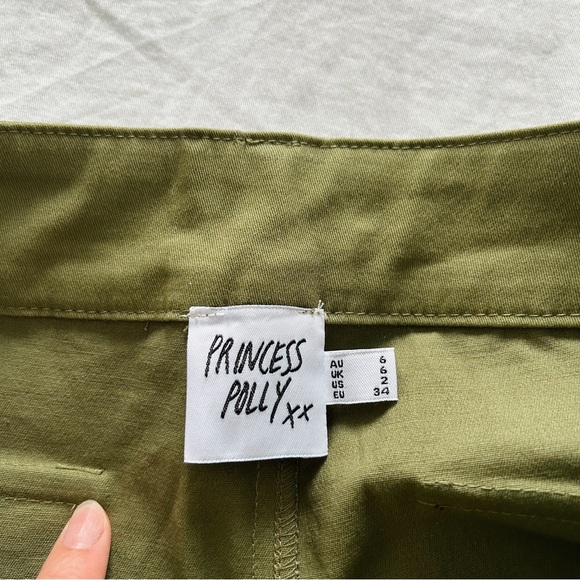 PRINCESS
POLLY xx
AU 6
UK 6
US 2
EU 34